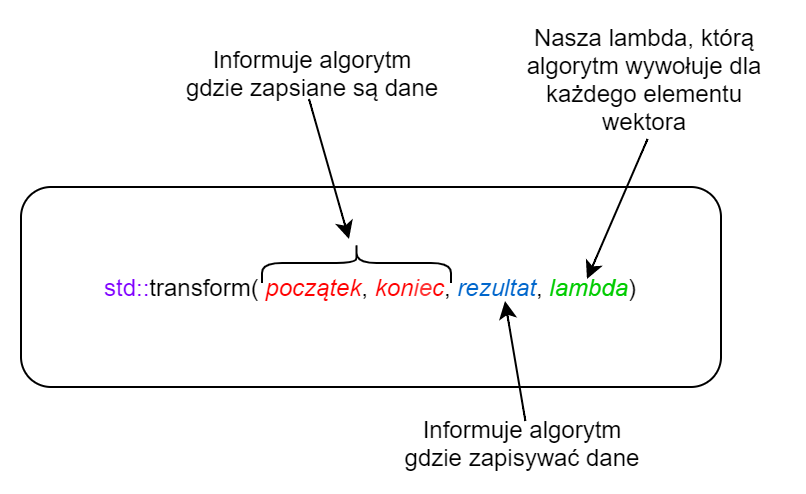 Informuje algorytm
gdzie zapsiane są dane
Nasza lambda, którą
algorytm wywołuje dla
każdego elementu
wektora
std::transform( początek, koniec, rezultat, lambda)
Informuje algorytm
gdzie zapisywać dane